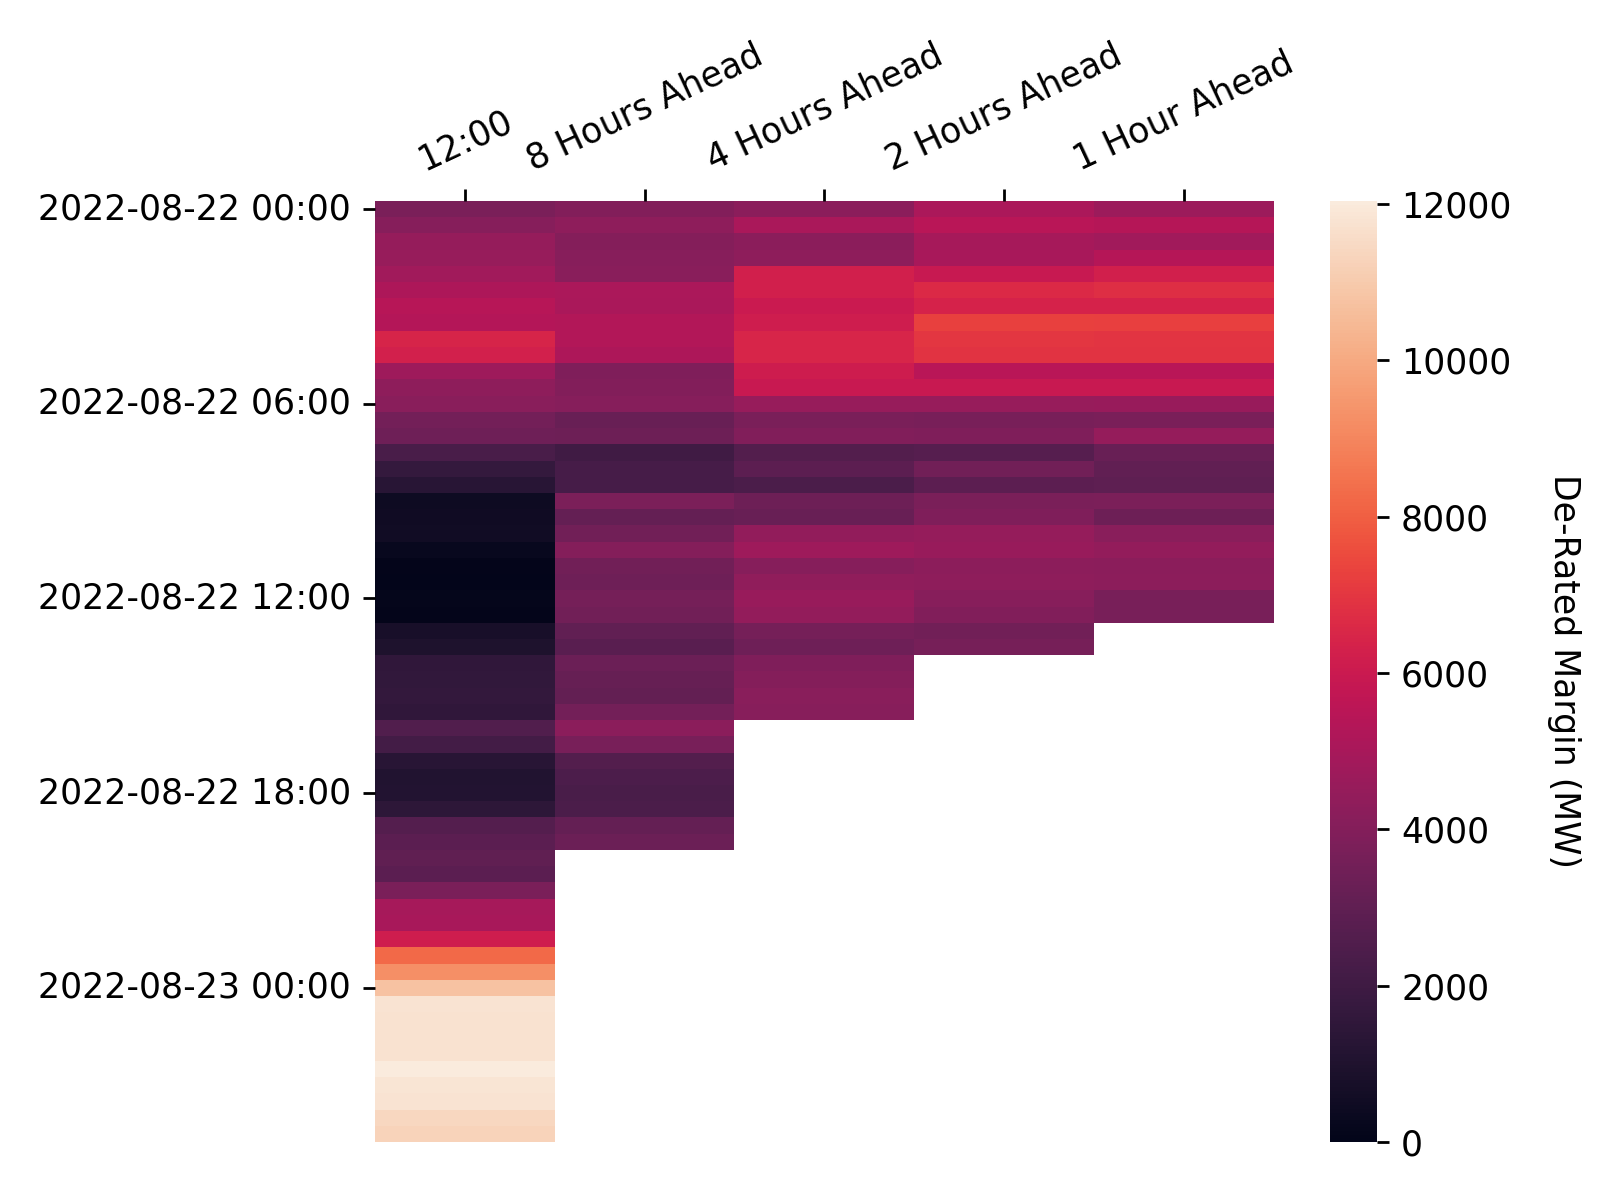 12:00
8 Hours Ahead
4 Hours Ahead
2 Hours Ahead
1 Hour Ahead
2022-08-22 00:00
2022-08-22 06:00
2022-08-22 12:00
2022-08-22 18:00
2022-08-23 00:00
12000
10000
8000
6000
4000
2000
0
De-Rated Margin (MW)